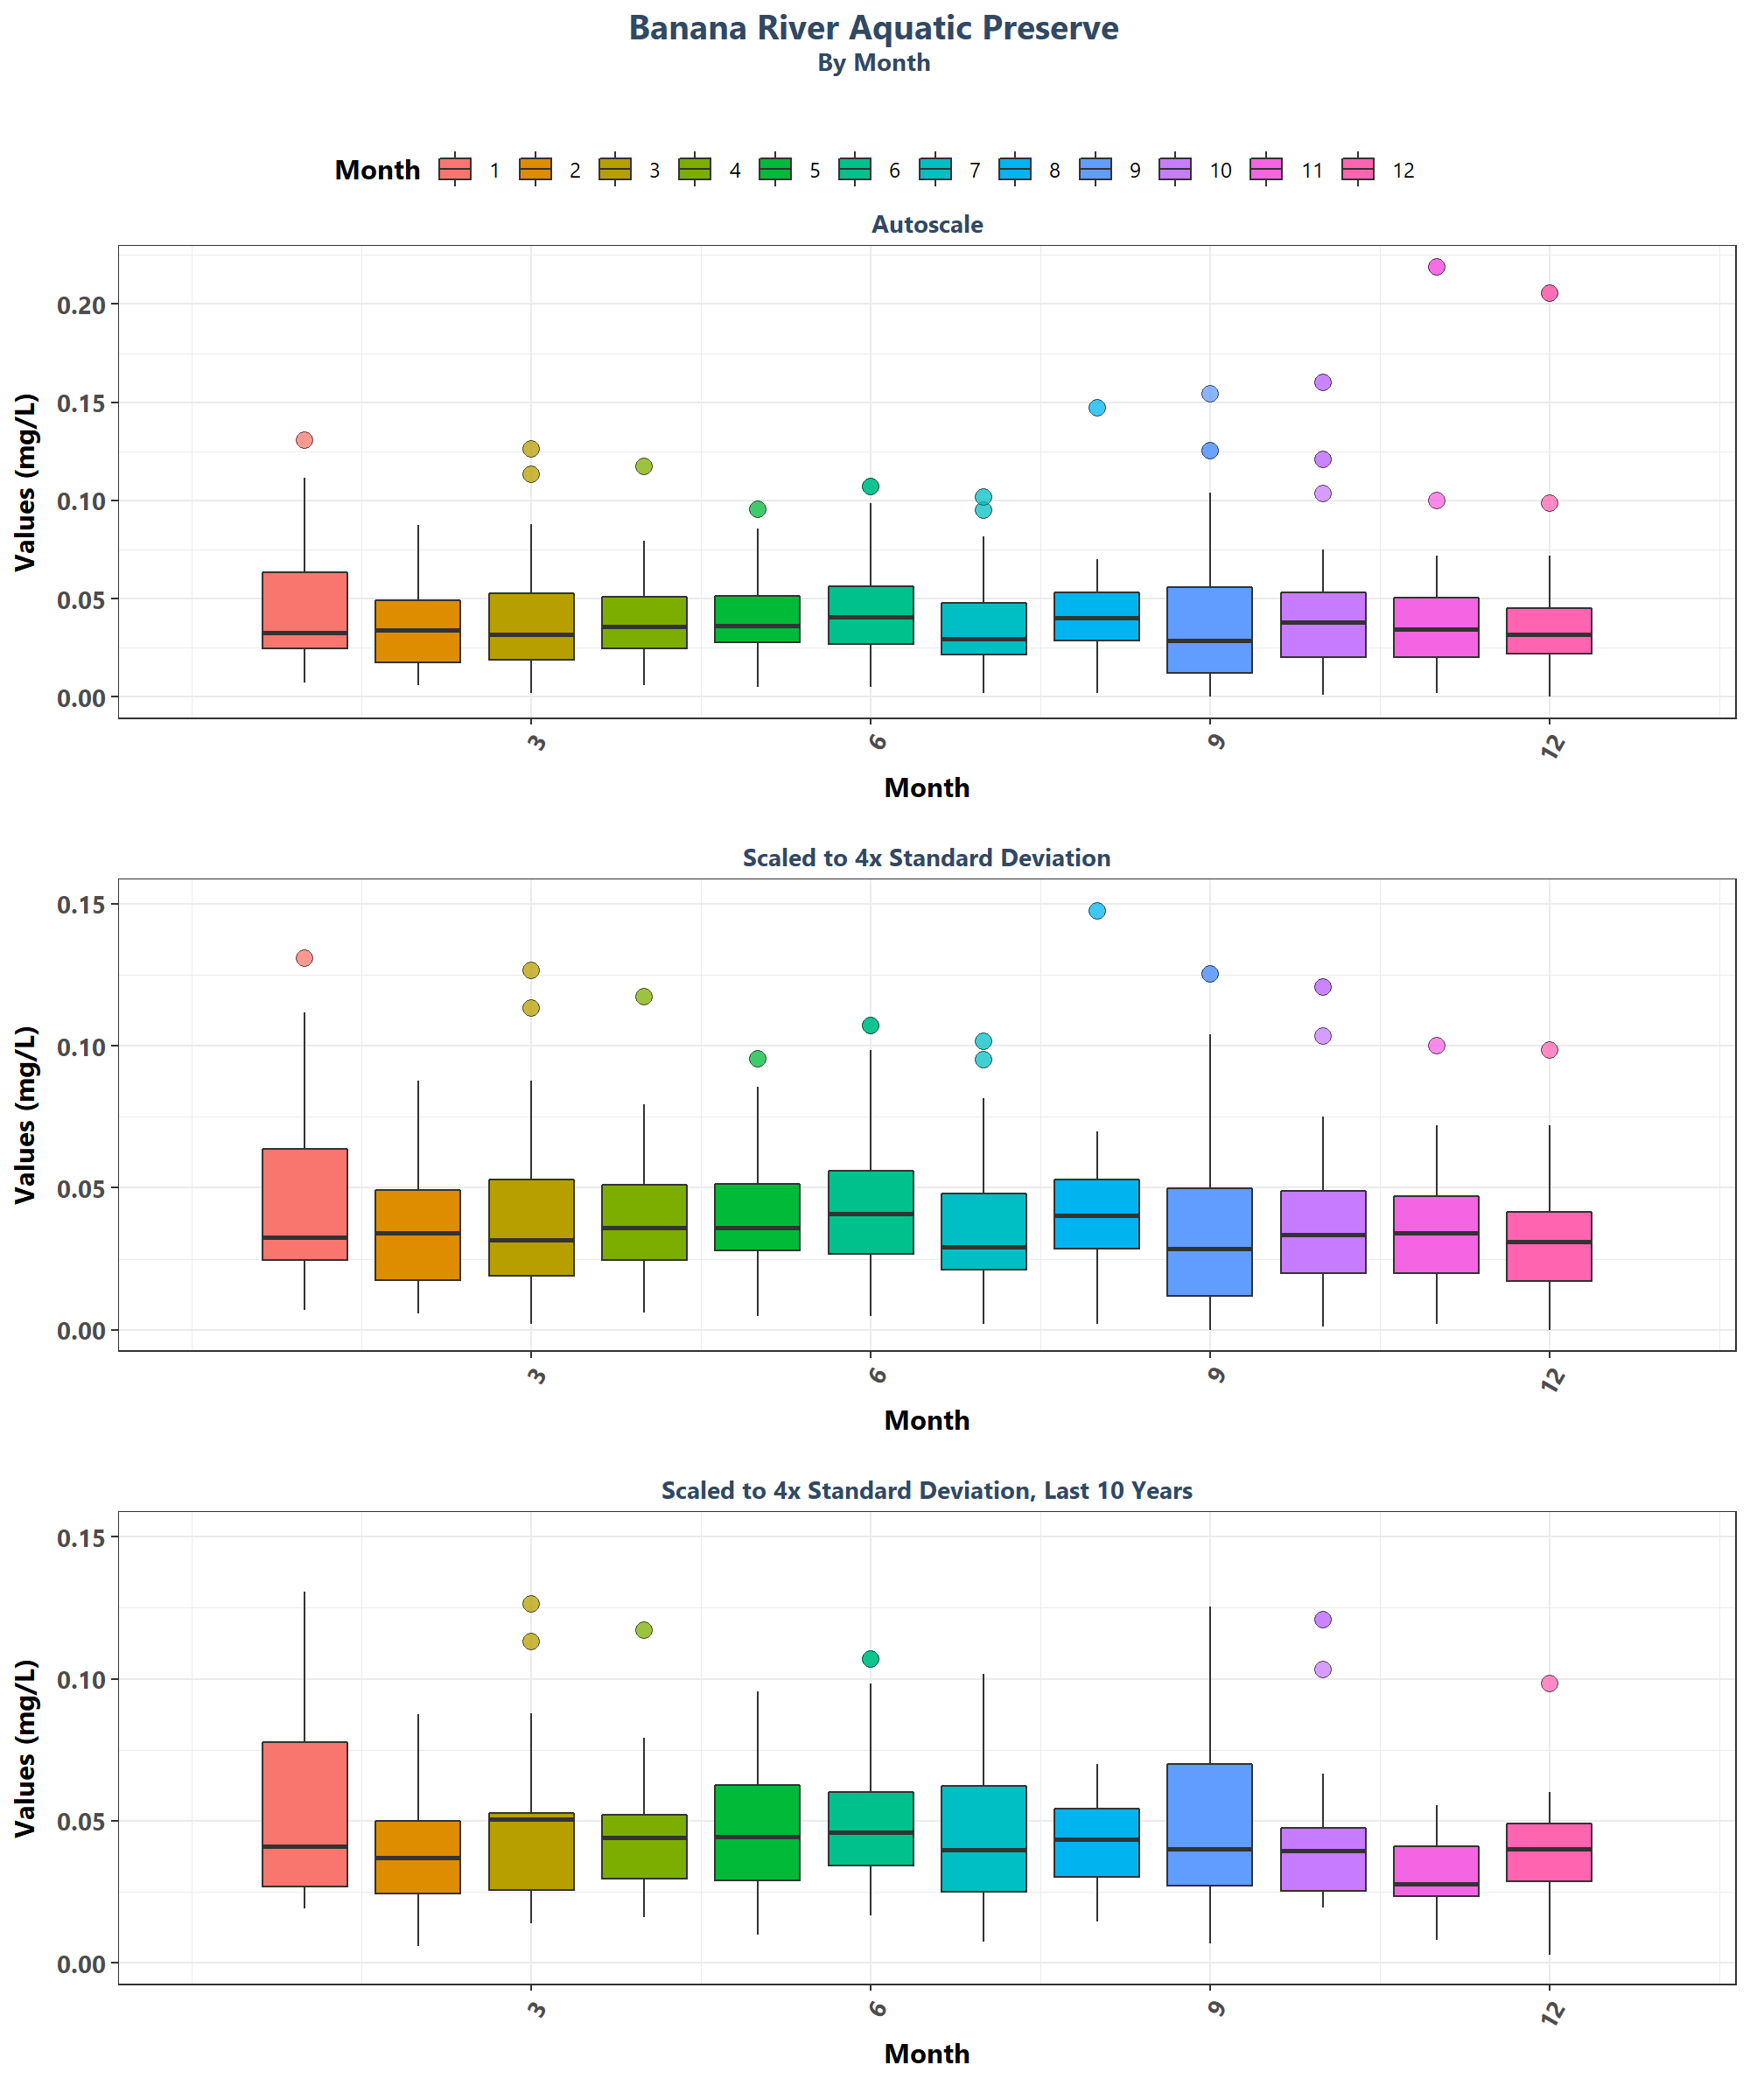 Banana River Aquatic Preserve
By Month
Month 1 2 3 4 5 6 7 8 9 10 11 12
Autoscale
Values (mg/L)
0.20
0.15
0.10
0.05
0.00
3 6 9 12
Month
Scaled to 4x Standard Deviation
Values (mg/L)
0.15
0.10
0.05
0.00
3 6 9 12
Month
Scaled to 4x Standard Deviation, Last 10 Years
Values (mg/L)
0.15
0.10
0.05
0.00
3 6 9 12
Month